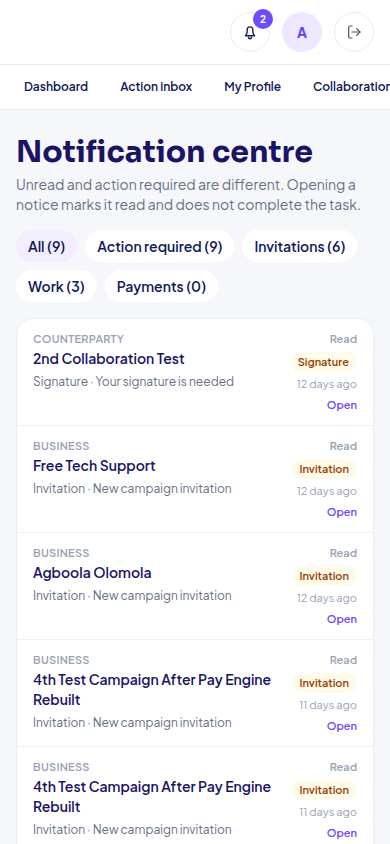 2
A
Dashboard Action Inbox My Profile Collaboration
Notification centre
Unread and action required are different. Opening a
notice marks it read and does not complete the task.
All (9) Action required (9) Invitations (6)
Work (3) Payments (0)
COUNTERPARTY Read
2nd Collaboration Test Signature
Signature · Your signature is needed 12 days ago
Open
BUSINESS Read
Free Tech Support Invitation
Invitation · New campaign invitation 12 days ago
Open
BUSINESS Read
Agboola Olomola Invitation
Invitation · New campaign invitation 12 days ago
Open
BUSINESS Read
4th Test Campaign After Pay Engine Invitation
Rebuilt 11 days ago
Invitation · New campaign invitation Open
BUSINESS Read
4th Test Campaign After Pay Engine Invitation
Rebuilt 11 days ago
Invitation · New campaign invitation Open